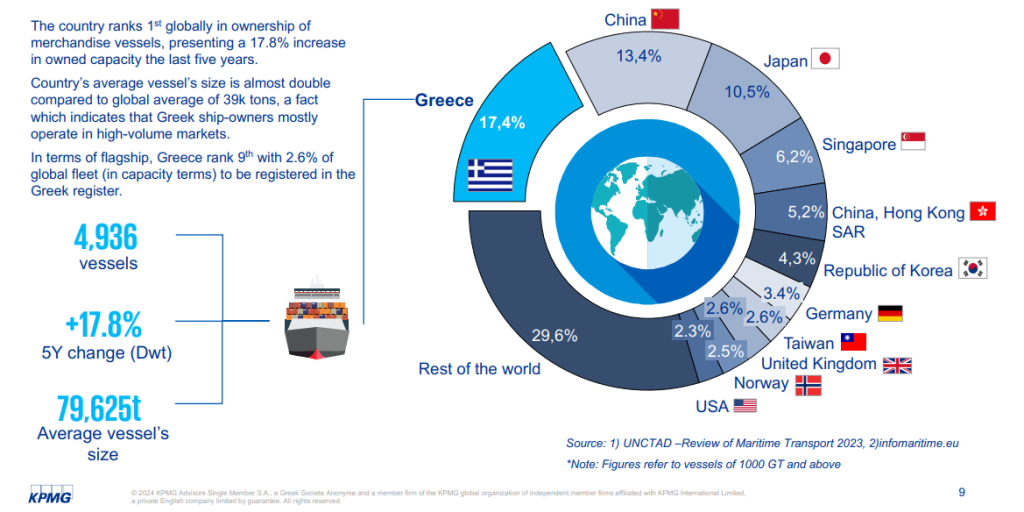 The country ranks 1st globally in ownership of
merchandise vessels, presenting a 17.8% increase
in owned capacity the last five years.
Country's average vessel's size is almost double
compared to global average of 39k tons, a fact
which indicates that Greek ship-owners mostly
operate in high-volume markets.
In terms of flagship, Greece rank 9th with 2.6% of
global fleet (in capacity terms) to be registered in the
Greek register.
4,936
vessels
+17.8%
5Y change (Dwt)
79,625t
Average vessel's
size
Greece
17,4%
China
13,4%
Japan
10,5%
Singapore
6,2%
China, Hong Kong
SAR
5,2%
Republic of Korea
4,3%
Germany
3.4%
Taiwan
2.6%
United Kingdom
2.6%
Norway
2.5%
USA
2.3%
Rest of the world
29,6%
Source: 1) UNCTAD –Review of Maritime Transport 2023, 2)infomaritime.eu
*Note: Figures refer to vessels of 1000 GT and above
KPMG
© 2024 KPMG Advisors Single Member S.A., a Greek Societe Anonyme and a member firm of the KPMG global organization of independent member firms affiliated with KPMG International Limited,
a private English company limited by guarantee. All rights reserved.
9